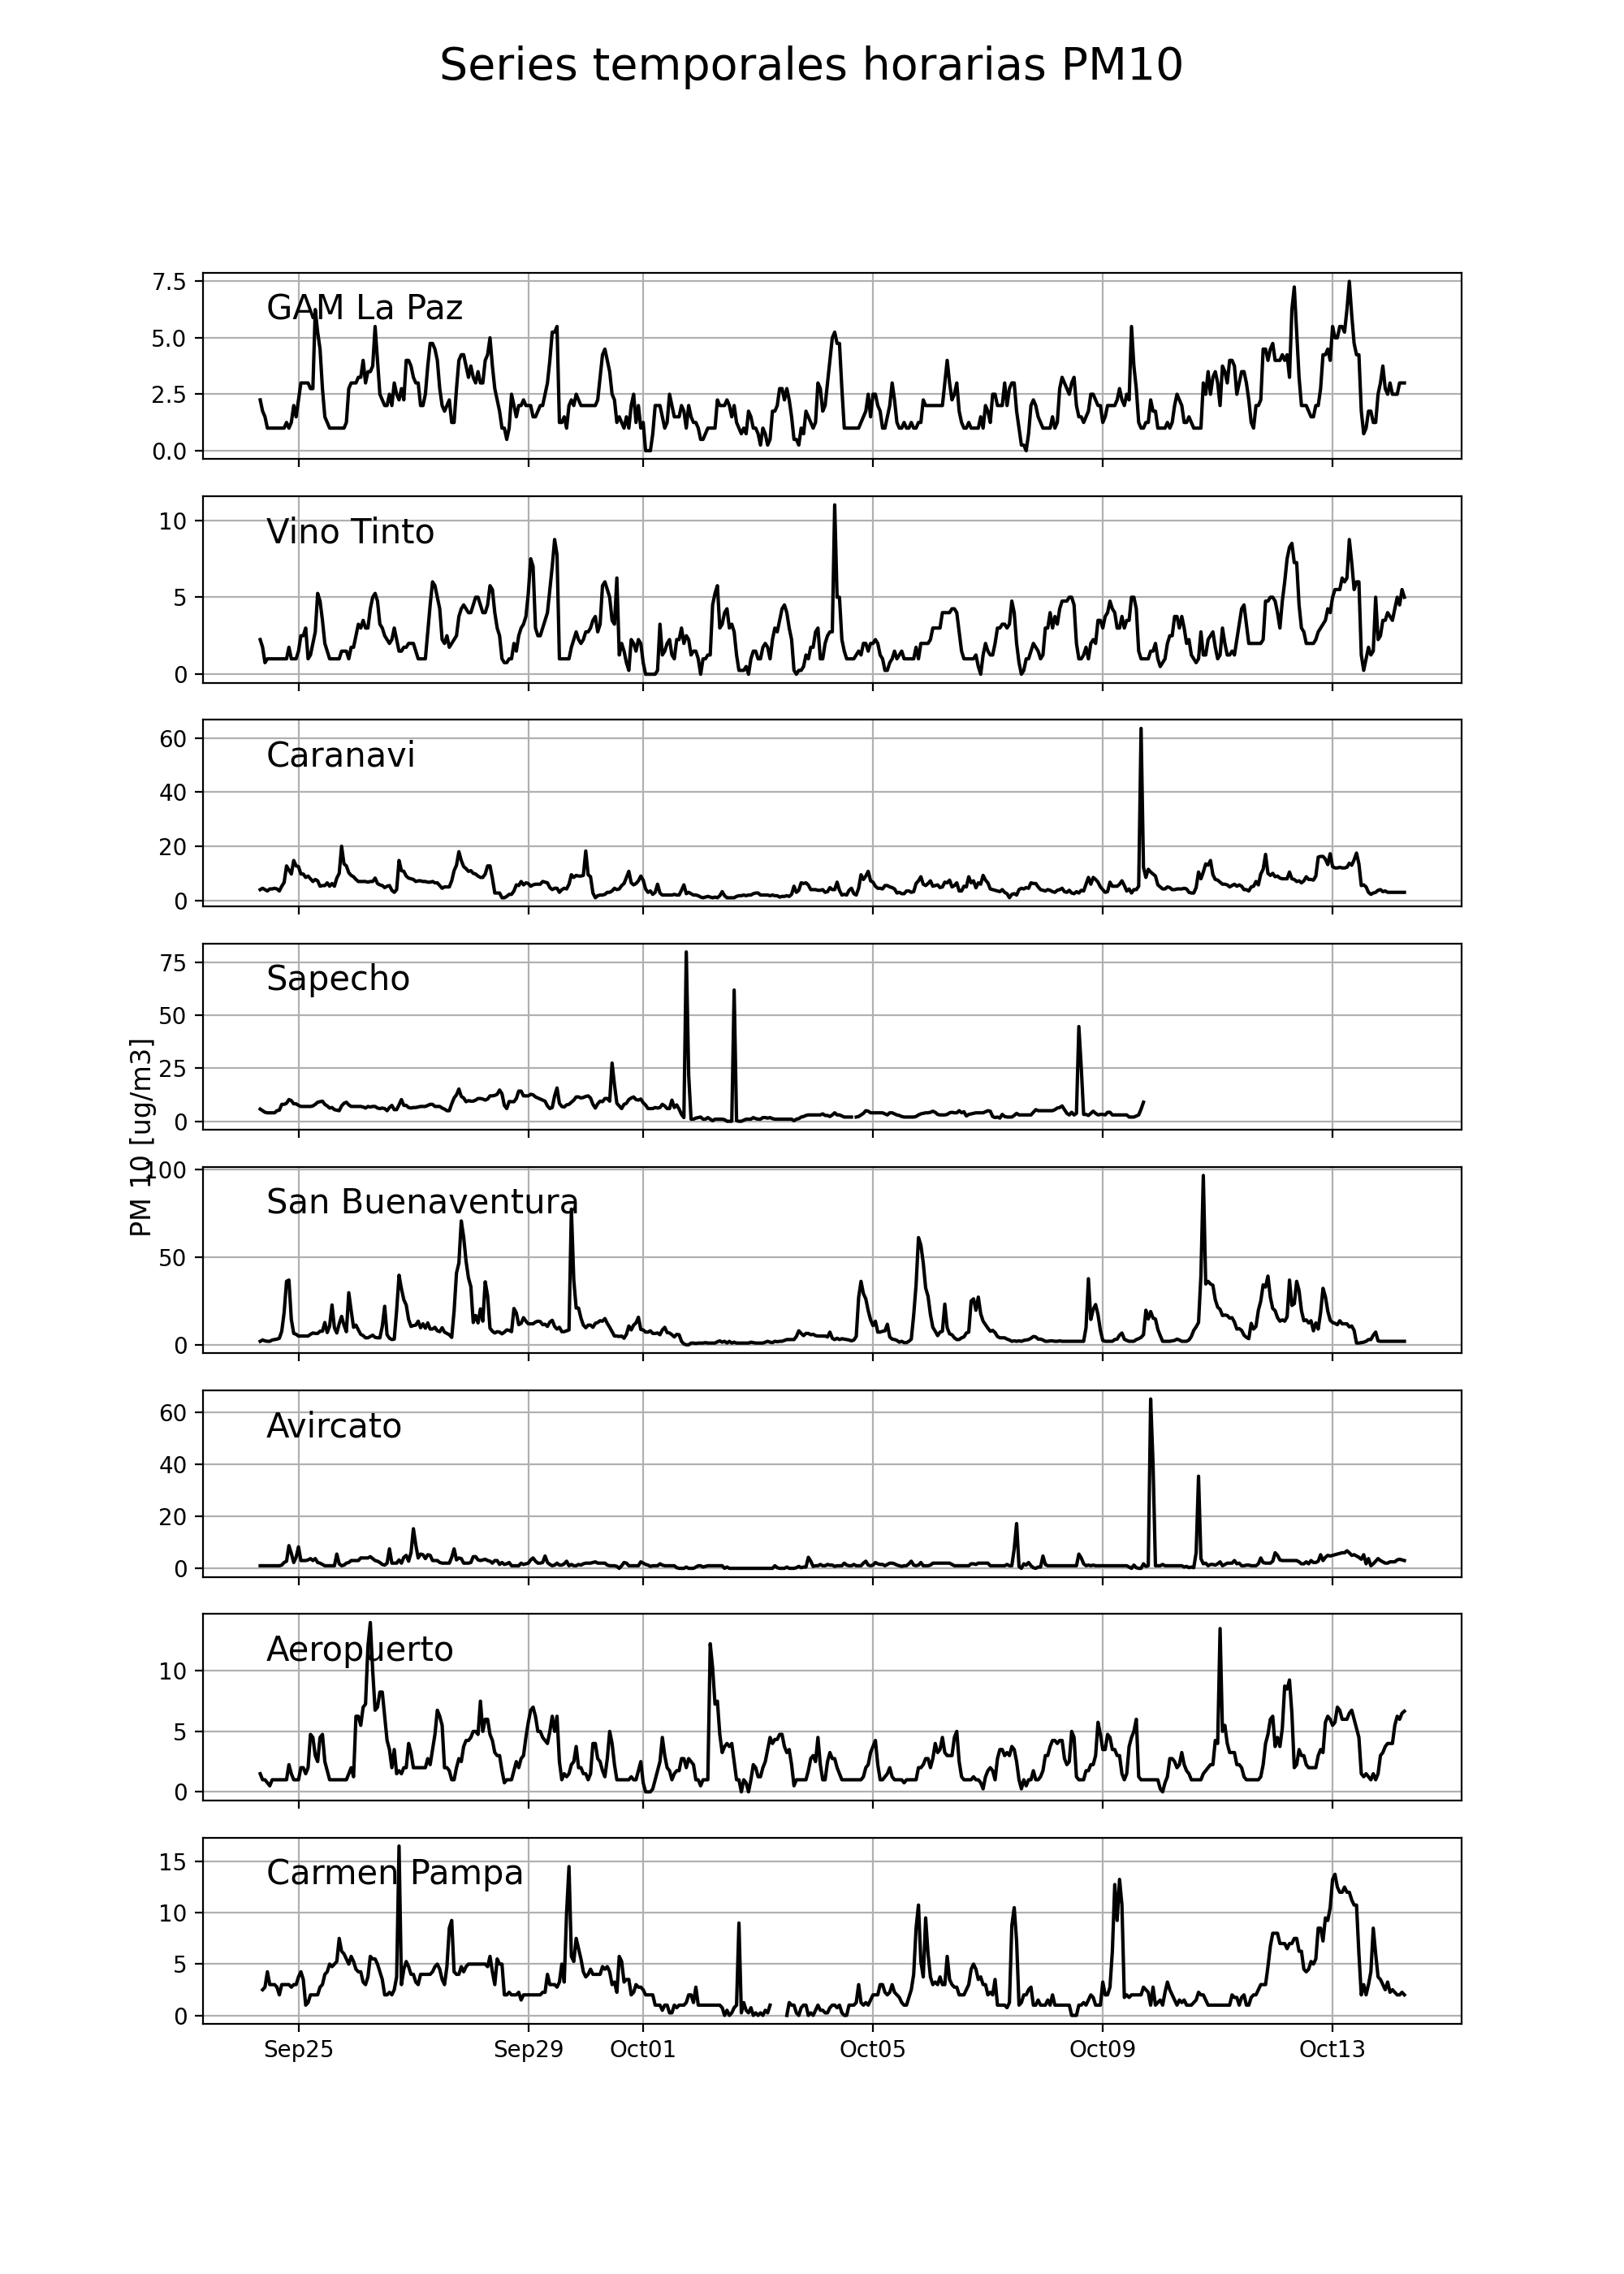 Series temporales horarias PM10
PM 10 [ug/m3]
GAM La Paz
7.5
5.0
2.5
0.0
Vino Tinto
10
5
0
Caranavi
60
40
20
0
Sapecho
75
50
25
0
San Buenaventura
100
50
0
Avircato
60
40
20
0
Aeropuerto
10
5
0
Carmen Pampa
15
10
5
0
Sep25 Sep29 Oct01 Oct05 Oct09 Oct13